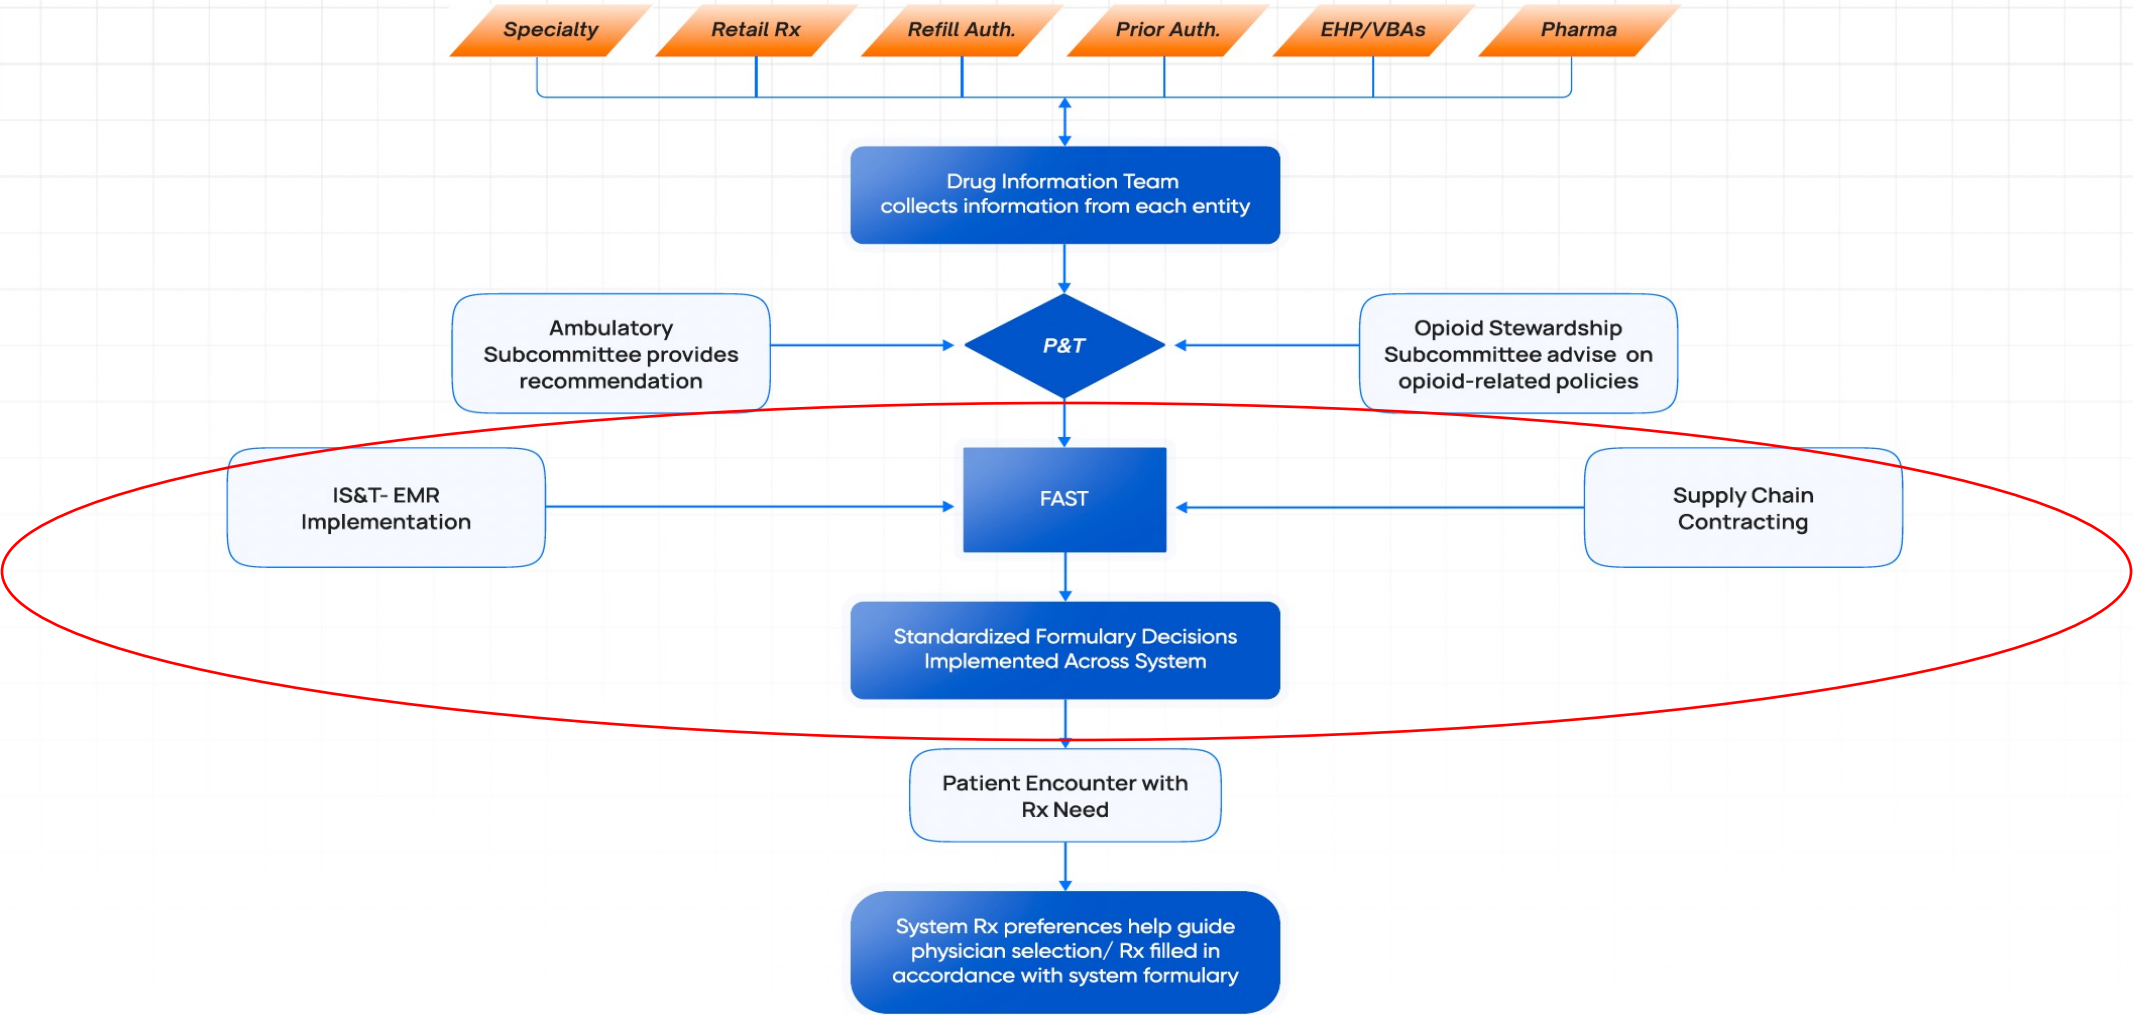 Specialty
Retail Rx
Refill Auth.
Prior Auth.
EHP/VBAs
Pharma
Drug Information Team
collects information from each entity
Ambulatory
Subcommittee provides
recommendation
P&T
Opioid Stewardship
Subcommittee advise on
opioid-related policies
IS&T- EMR
Implementation
FAST
Supply Chain
Contracting
Standardized Formulary Decisions
Implemented Across System
Patient Encounter with
Rx Need
System Rx preferences help guide
physician selection/ Rx filled in
accordance with system formulary